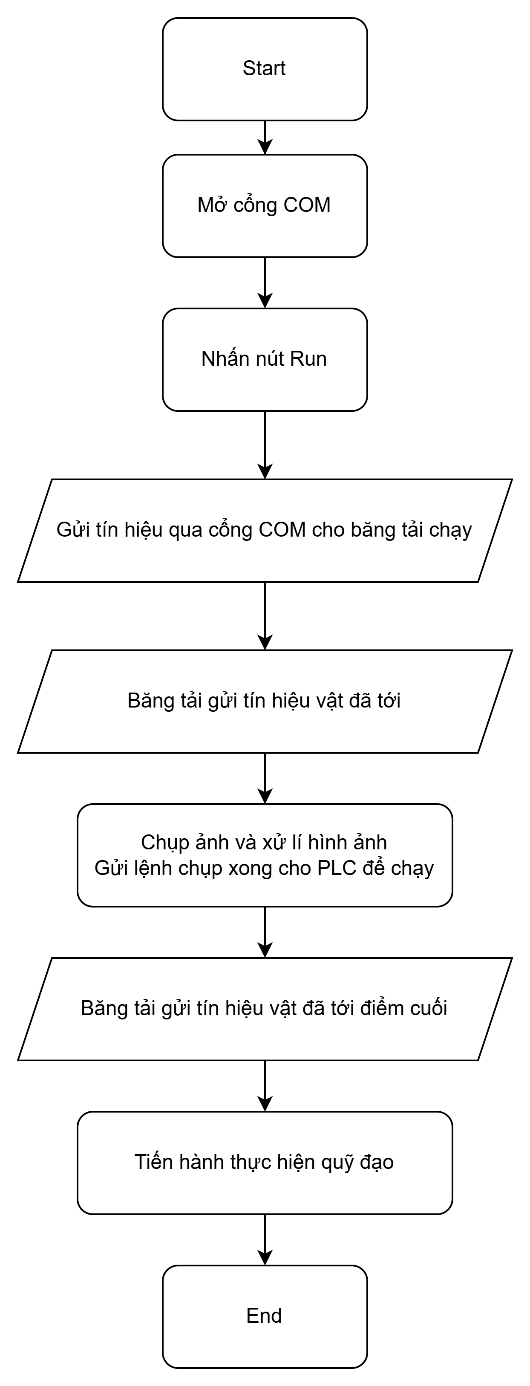 Start
Mở cổng COM
Nhấn nút Run
Gửi tín hiệu qua cổng COM cho băng tải chạy
Băng tải gửi tín hiệu vật đã tới
Chụp ảnh và xử lí hình ảnh
Gửi lệnh chụp xong cho PLC để chạy
Băng tải gửi tín hiệu vật đã tới điểm cuối
Tiến hành thực hiện quỹ đạo
End